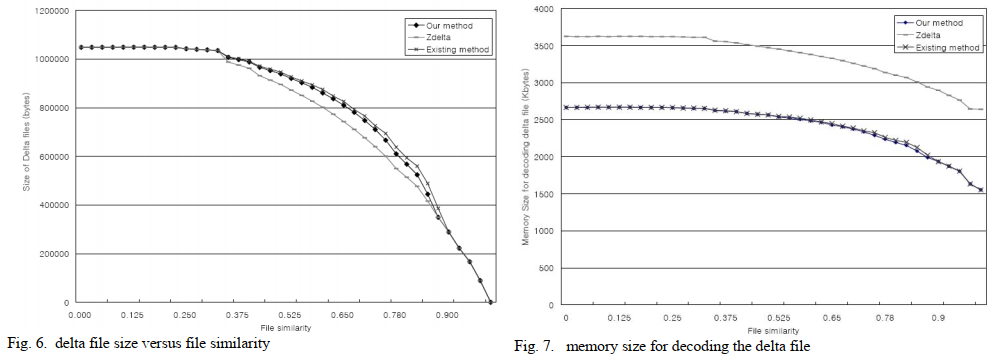 1200000
1000000
800000
600000
400000
200000
0
Size of Delta files (bytes)
Our method
Zdelta
Existing method
0.000 0.125 0.250 0.375 0.525 0.650 0.780 0.900
File similarity
Fig. 6. delta file size versus file similarity
4000
3500
3000
2500
2000
1500
1000
500
0
Memory Size for decoding delta file (Kbytes)
Our method
Zdelta
Existing method
0 0.125 0.25 0.375 0.525 0.65 0.78 0.9
File similarity
Fig. 7. memory size for decoding the delta file